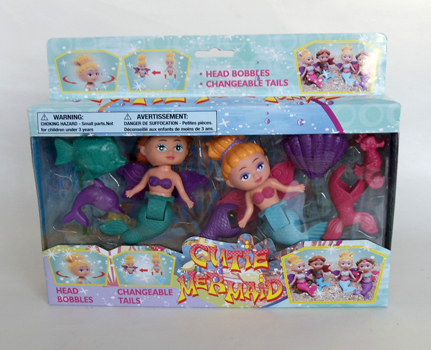 • HEAD BOBBLES
• CHANGEABLE TAILS
⚠ WARNING:
CHOKING HAZARD - Small parts.Not
for children under 3 years
⚠ AVERTISSEMENT:
DANGER DE SUFFOCATION - Petites pièces.
Déconseillé aux enfants de moins de 3 ans.
CUTIE
MERMAID
HEAD
BOBBLES
CHANGEABLE
TAILS